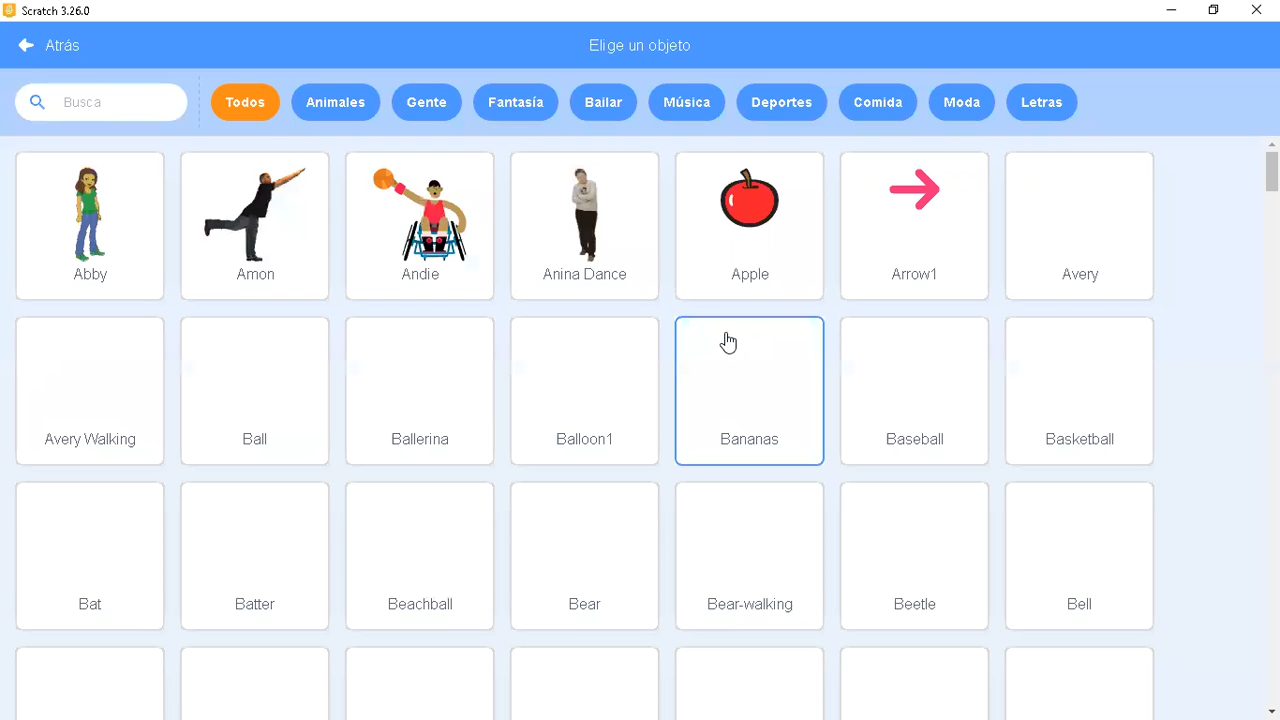 Scratch 3.26.0
Atrás
Elige un objeto
Busca
Todos
Animales
Gente
Fantasía
Bailar
Música
Deportes
Comida
Moda
Letras
Abby
Amon
Andie
Anina Dance
Apple
Arrow1
Avery
Avery Walking
Ball
Ballerina
Balloon1
Bananas
Baseball
Basketball
Bat
Batter
Beachball
Bear
Bear-walking
Beetle
Bell